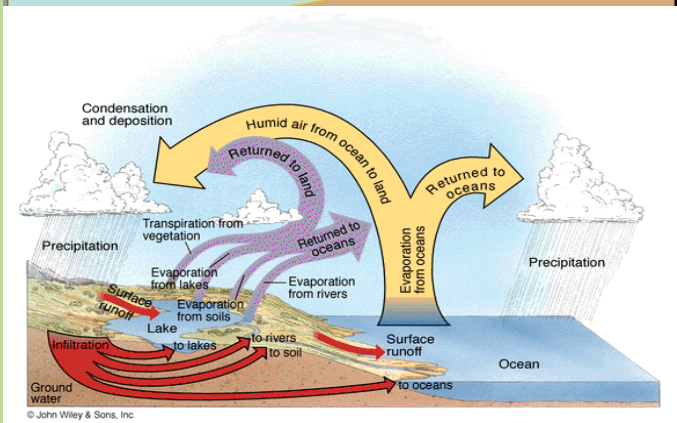 Condensation
and deposition
Humid air from ocean to land
Returned to land
Returned to
oceans
Transpiration from
vegetation
Returned to
oceans
Precipitation
Evaporation
from oceans
Precipitation
Evaporation
from lakes
Evaporation
from rivers
Surface
runoff
Evaporation
from soils
Lake
Surface
runoff
Infiltration
to lakes
to rivers
to soil
Ocean
Ground
water
to oceans
© John Wiley & Sons, Inc.